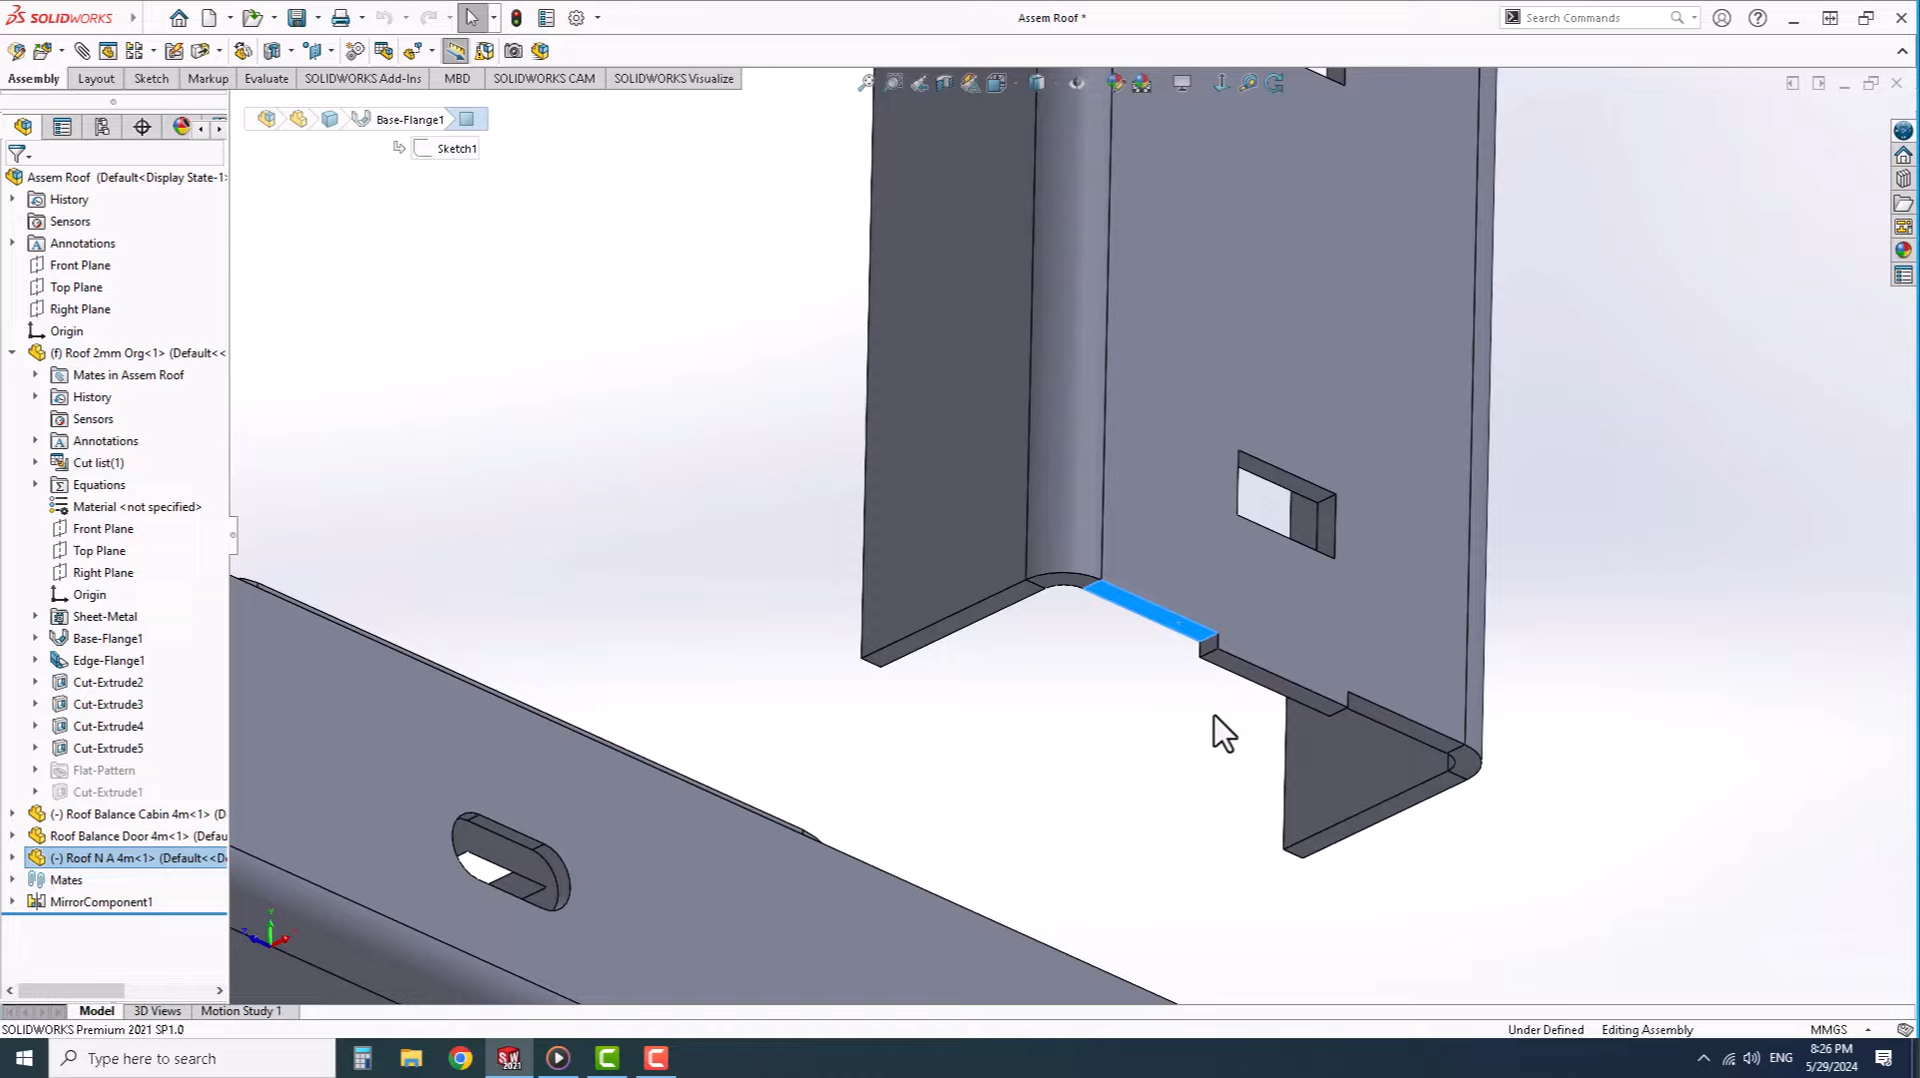 SOLIDWORKS
Assem Roof *
Search Commands
Assembly
Layout
Sketch
Markup
Evaluate
SOLIDWORKS Add-Ins
MBD
SOLIDWORKS CAM
SOLIDWORKS Visualize
Base-Flange1
Sketch1
Assem Roof (Default<Display State-1>
History
Sensors
Annotations
Front Plane
Top Plane
Right Plane
Origin
(f) Roof 2mm Org<1> (Default<<
Mates in Assem Roof
History
Sensors
Annotations
Cut list(1)
Equations
Material <not specified>
Front Plane
Top Plane
Right Plane
Origin
Sheet-Metal
Base-Flange1
Edge-Flange1
Cut-Extrude2
Cut-Extrude3
Cut-Extrude4
Cut-Extrude5
Flat-Pattern
Cut-Extrude1
(-) Roof Balance Cabin 4m<1> (D
Roof Balance Door 4m<1> (Defau
(-) Roof N A 4m<1> (Default<<De
Mates
MirrorComponent1
Model
3D Views
Motion Study 1
SOLIDWORKS Premium 2021 SP1.0
Under Defined
Editing Assembly
MMGS
Type here to search
ENG
8:26 PM
5/29/2024